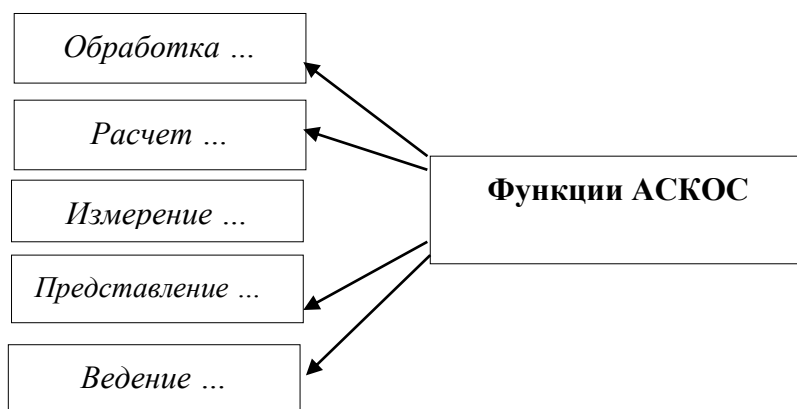 Обработка ...
Расчет ...
Измерение ...
Представление ...
Ведение ...
Функции АСКОС